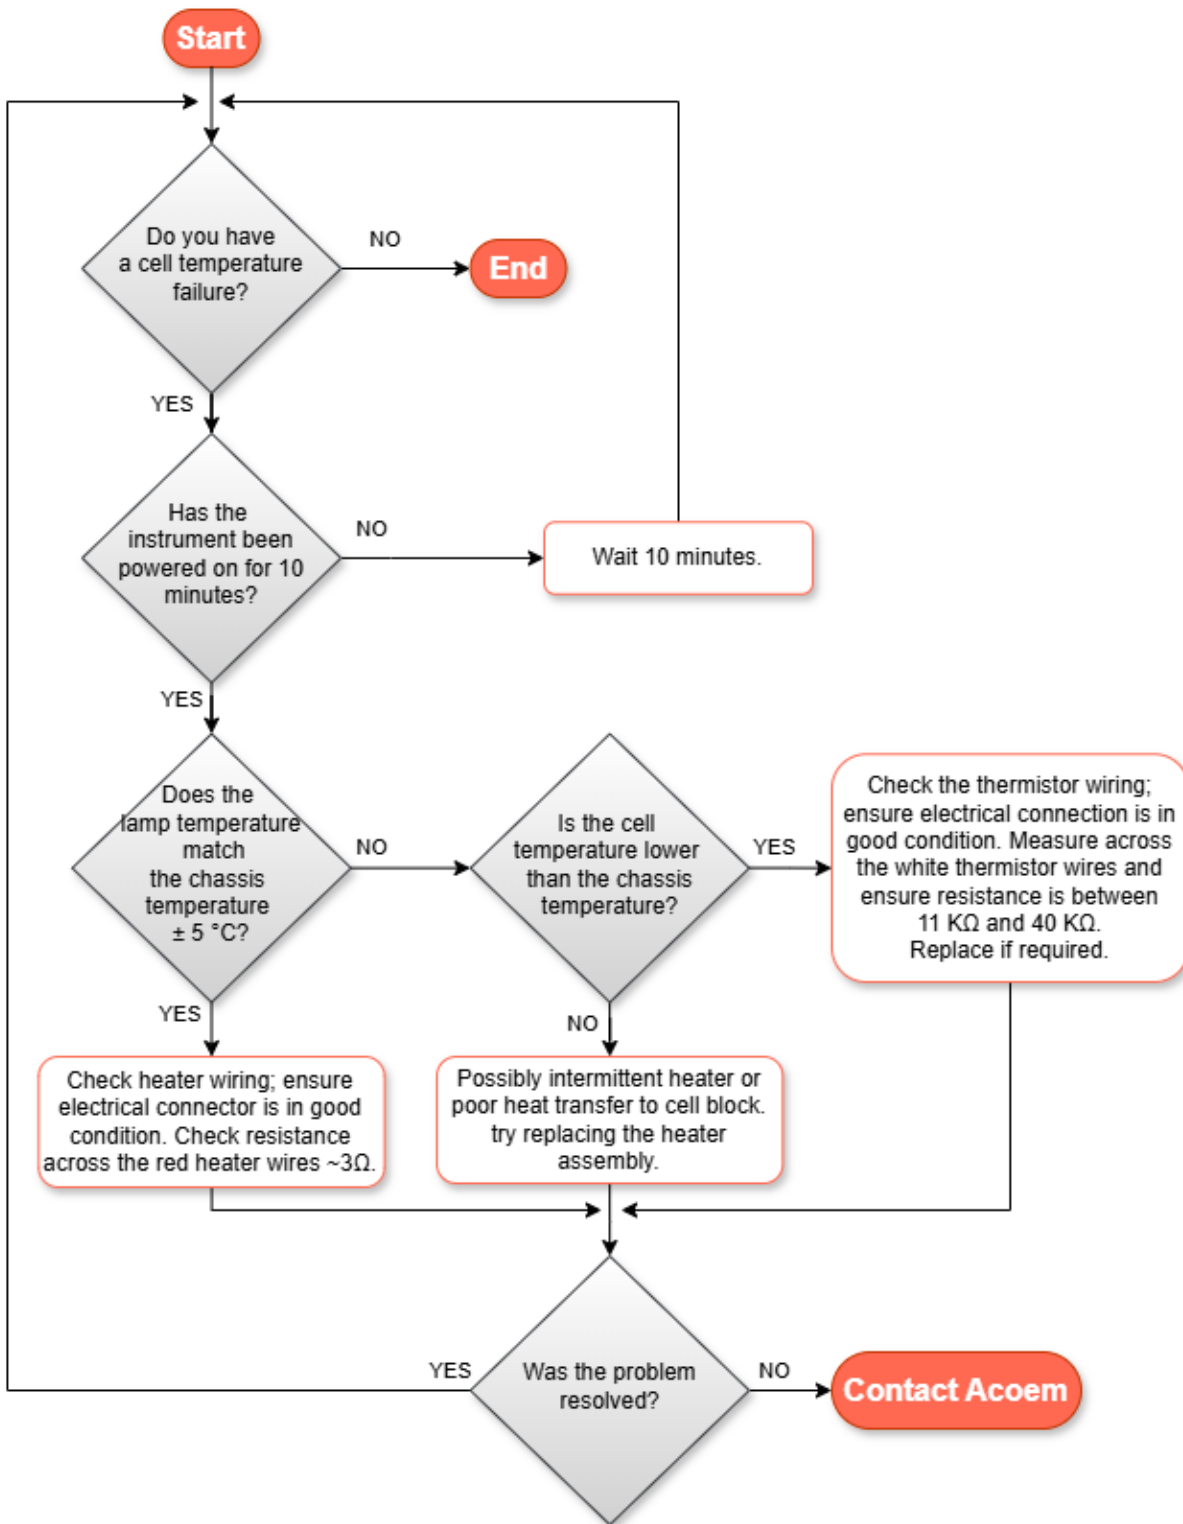 Start
Do you have
a cell temperature
failure?
NO
End
YES
Has the
instrument been
powered on for 10
minutes?
NO
Wait 10 minutes.
YES
Does the
lamp temperature
match
the chassis
temperature
± 5 °C?
NO
Is the cell
temperature lower
than the chassis
temperature?
YES
Check the thermistor wiring;
ensure electrical connection is in
good condition. Measure across
the white thermistor wires and
ensure resistance is between
11 KΩ and 40 KΩ.
Replace if required.
YES
NO
Check heater wiring; ensure
electrical connector is in good
condition. Check resistance
across the red heater wires ~3Ω.
Possibly intermittent heater or
poor heat transfer to cell block.
try replacing the heater
assembly.
YES
Was the problem
resolved?
NO
Contact Acoem